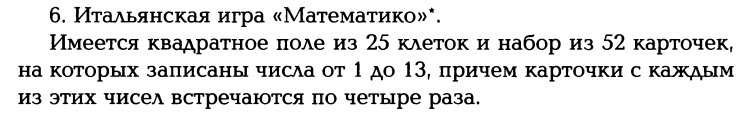 6. Итальянская игра «Математико»*.
Имеется квадратное поле из 25 клеток и набор из 52 карточек,
на которых записаны числа от 1 до 13, причем карточки с каждым
из этих чисел встречаются по четыре раза.